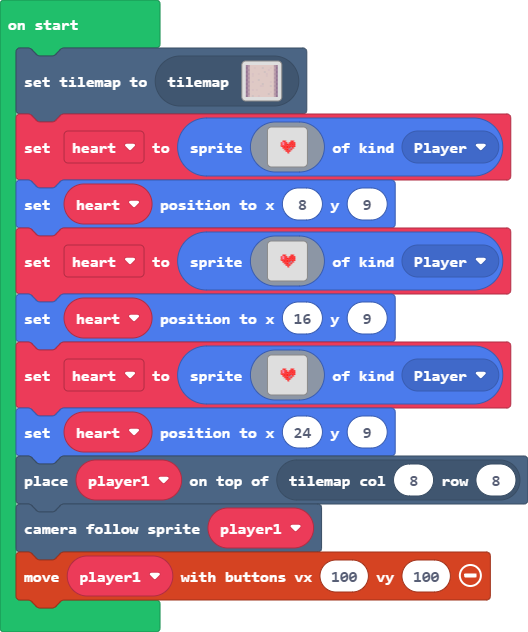 on start
set tilemap to tilemap
set heart to sprite of kind Player
set heart position to x 8 y 9
set heart to sprite of kind Player
set heart position to x 16 y 9
set heart to sprite of kind Player
set heart position to x 24 y 9
place player1 on top of tilemap col 8 row 8
camera follow sprite player1
move player1 with buttons vx 100 vy 100